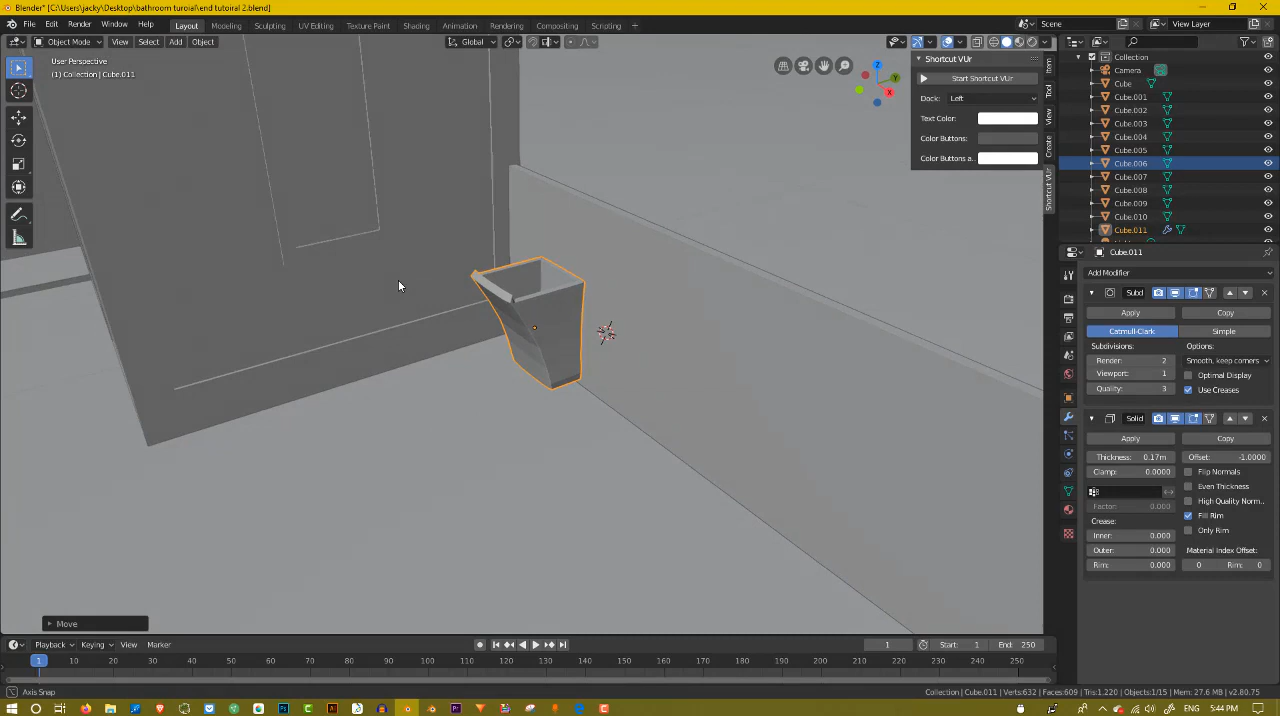 Blender* [C:\Users\jacky\Desktop\bathroom turoial\end tutoiral 2.blend]
File Edit Render Window Help Layout Modeling Sculpting UV Editing Texture Paint Shading Animation Rendering Compositing Scripting Scene View Layer
Object Mode View Select Add Object Global
User Perspective
(1) Collection | Cube.011
Z
Y
X
Shortcut VUr
Start Shortcut VUr
Dock: Left
Text Color:
Color Buttons:
Color Buttons a..
Item
Tool
View
Create
Shortcut VUr
Collection
Camera
Cube
Cube.001
Cube.002
Cube.003
Cube.004
Cube.005
Cube.006
Cube.007
Cube.008
Cube.009
Cube.010
Cube.011
Cube.011
Add Modifier
Subd
Apply Copy
Catmull-Clark Simple
Subdivisions: Options:
Render: 2 Smooth, keep corners
Viewport: 1 Optimal Display
Quality: 3 Use Creases
Solid
Apply Copy
Thickness: 0.17m Offset: -1.0000
Clamp: 0.0000 Flip Normals
Even Thickness
High Quality Norm..
Factor: 0.000 Fill Rim
Crease: Only Rim
Inner: 0.000
Outer: 0.000 Material Index Offset:
Rim: 0.000 0 Rim: 0
Move
Playback Keying View Marker 1 Start: 1 End: 250
1 10 20 30 40 50 60 70 80 90 100 110 120 130 140 150 160 170 180 190 200 210 220 230 240 250
Axis Snap Collection | Cube.011 | Verts:632 | Faces:609 | Tris:1,220 | Objects:1/15 | Mem: 27.6 MB | v2.80.75
5:44 PM